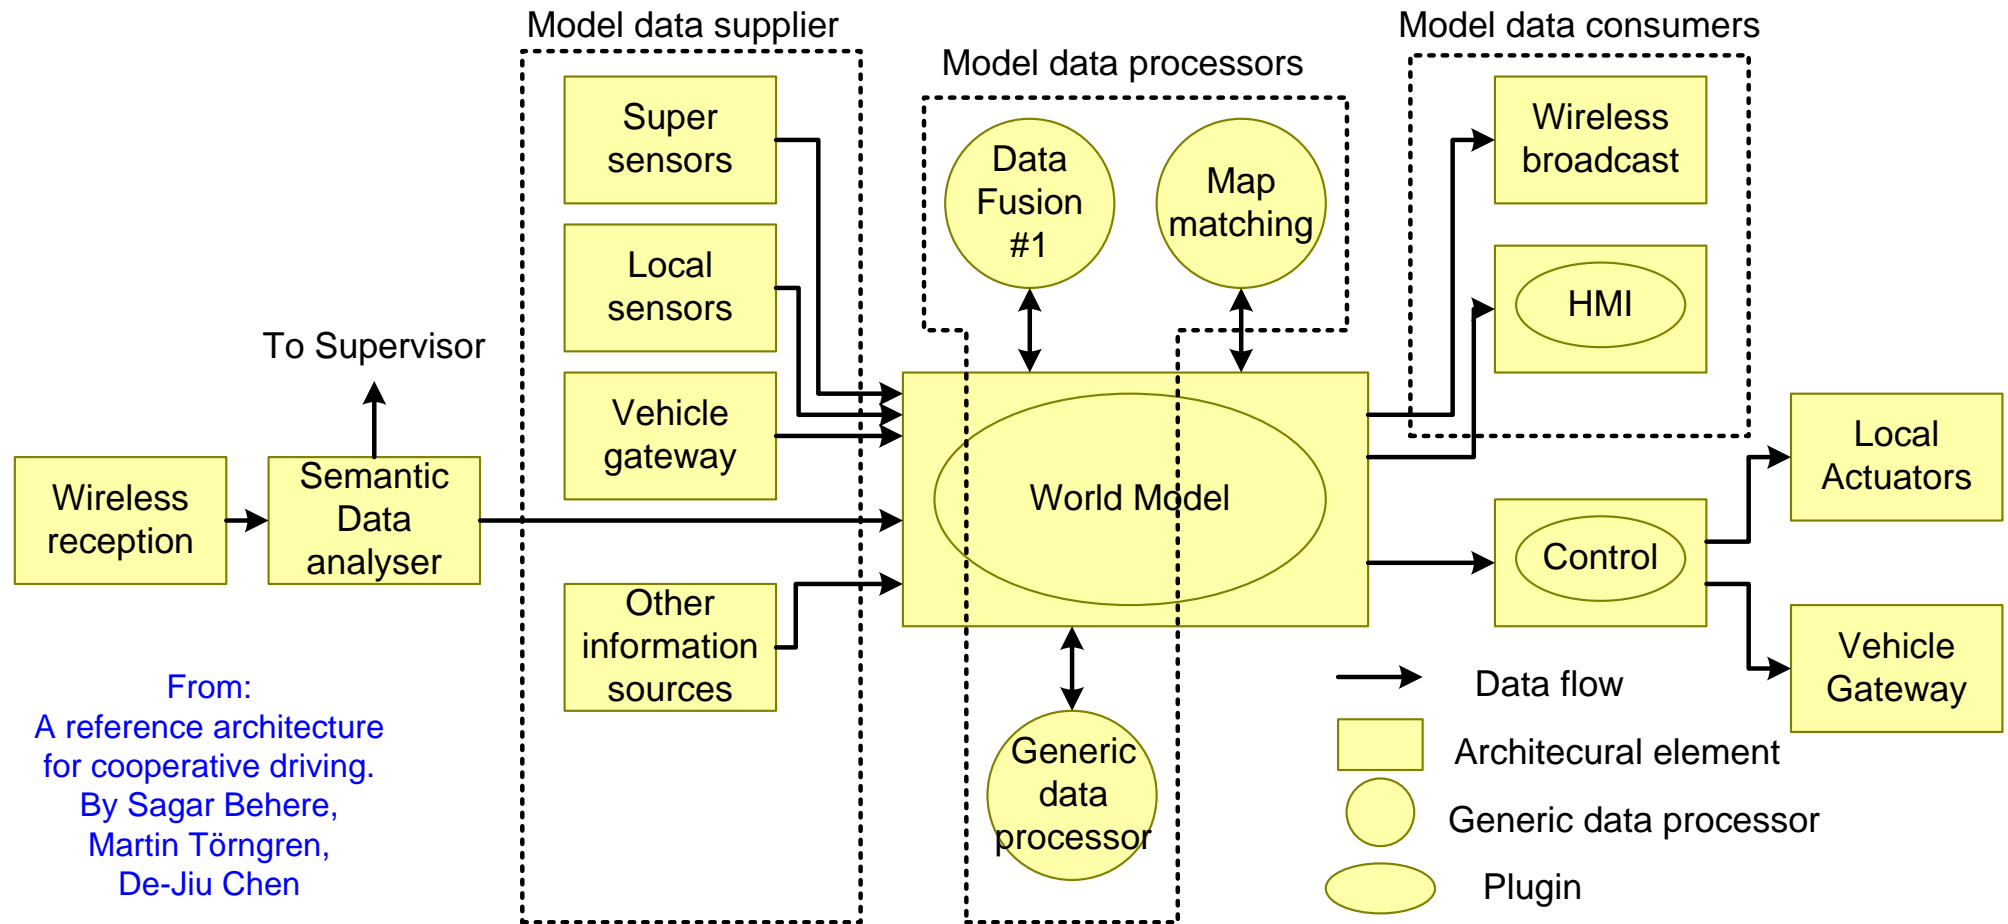 Model data supplier
Model data consumers
Model data processors
Super
sensors
Local
sensors
Vehicle
gateway
Other
information
sources
To Supervisor
Wireless
reception
Semantic
Data
analyser
Data
Fusion
#1
Map
matching
World Model
Generic
data
processor
Wireless
broadcast
HMI
Control
Local
Actuators
Vehicle
Gateway
Data flow
Architecural element
Generic data processor
Plugin
From:
A reference architecture
for cooperative driving.
By Sagar Behere,
Martin Törngren,
De-Jiu Chen